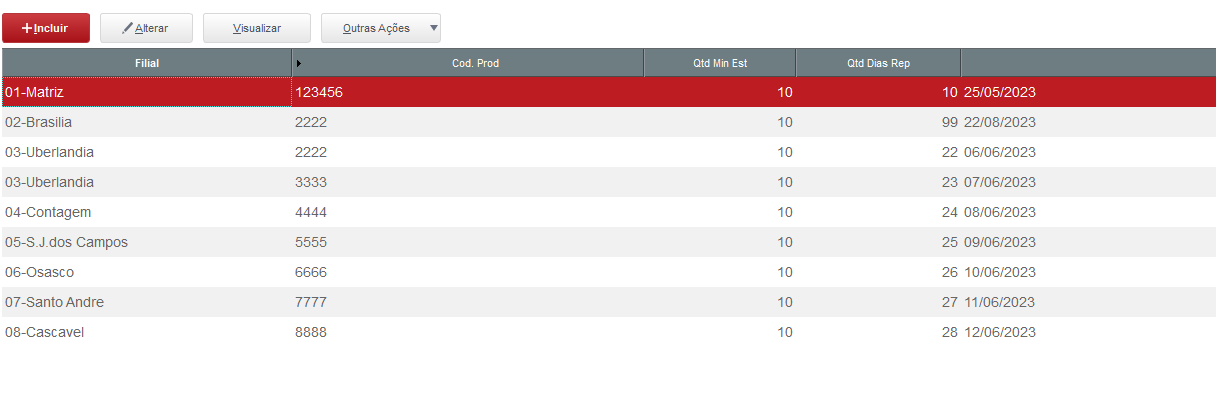 Incluir Alterar Visualizar Outras Ações
Filial Cod. Prod Qtd Min Est Qtd Dias Rep
01-Matriz 123456 10 10 25/05/2023
02-Brasilia 2222 10 99 22/08/2023
03-Uberlandia 2222 10 22 06/06/2023
03-Uberlandia 3333 10 23 07/06/2023
04-Contagem 4444 10 24 08/06/2023
05-S.J.dos Campos 5555 10 25 09/06/2023
06-Osasco 6666 10 26 10/06/2023
07-Santo Andre 7777 10 27 11/06/2023
08-Cascavel 8888 10 28 12/06/2023